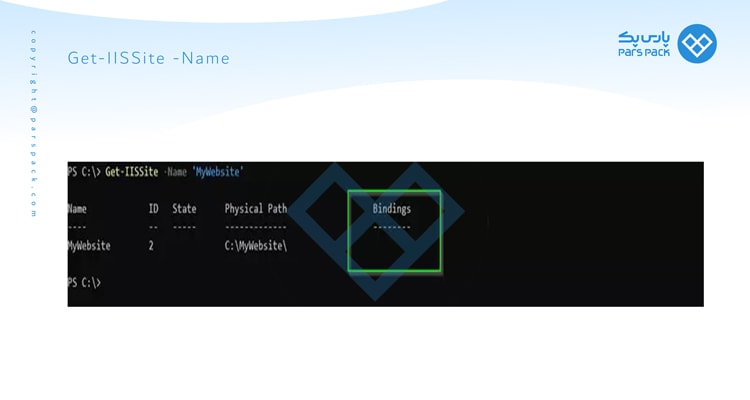 Get-IISSite -Name
پارس پک
Pars Pack
copyright@parspack.com
PS C:\> Get-IISSite -Name 'MyWebsite'
Name ID State Physical Path Bindings
---- -- ----- ------------- --------
MyWebsite 2 C:\MyWebsite\
PS C:\>